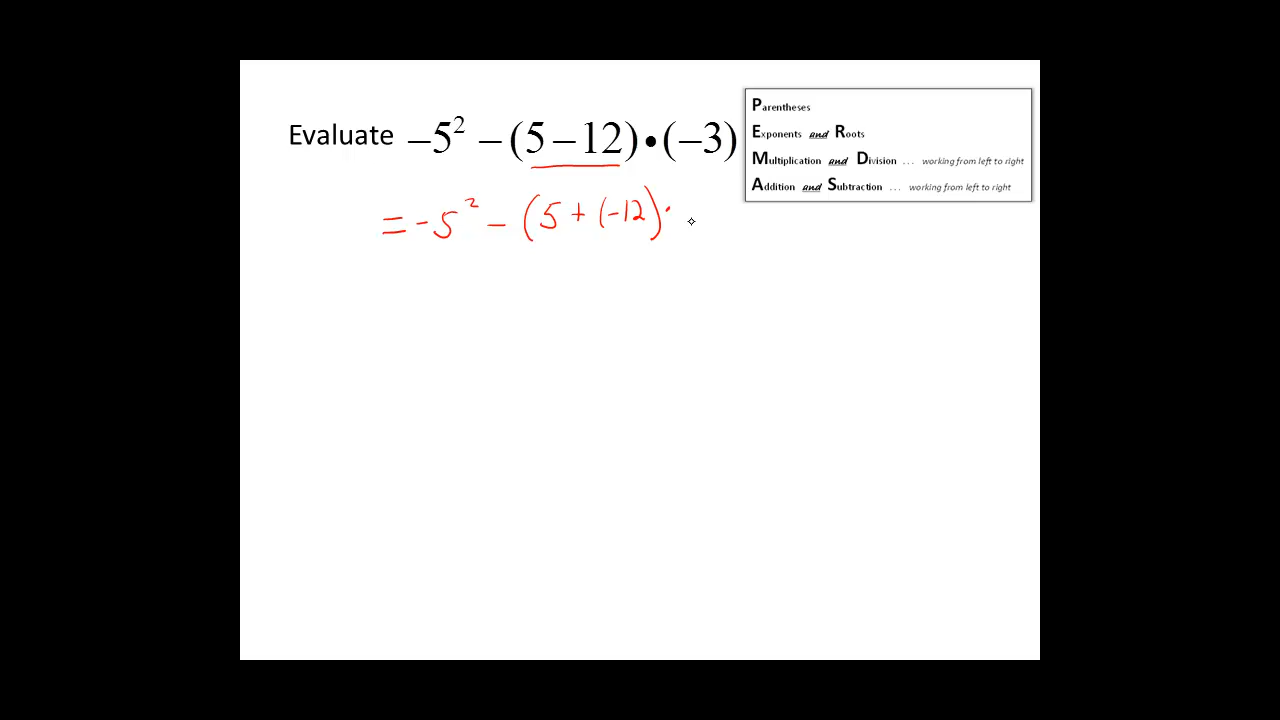 Evaluate −5² − (5 − 12) • (−3)
Parentheses
Exponents and Roots
Multiplication and Division ... working from left to right
Addition and Subtraction ... working from left to right
= -5² - (5 + (-12) ·